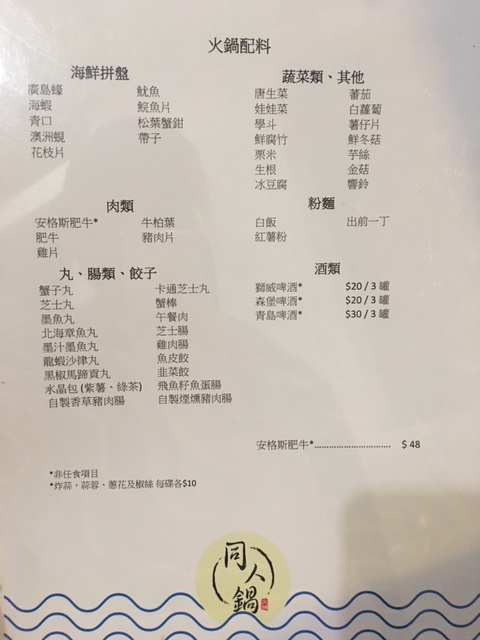 火鍋配料
海鮮拼盤
廣島蠔 魷魚
海蝦 鯇魚片
青口 松葉蟹鉗
澳洲蜆 帶子
花枝片
蔬菜類、其他
唐生菜 蕃茄
娃娃菜 白蘿蔔
學斗 薯仔片
鮮腐竹 鮮冬菇
栗米 芋絲
生根 金菇
冰豆腐 響鈴
肉類
安格斯肥牛* 牛柏葉
肥牛 豬肉片
雞片
粉麵
白飯 出前一丁
紅薯粉
丸、腸類、餃子
蟹子丸 卡通芝士丸
芝士丸 蟹棒
墨魚丸 午餐肉
北海章魚丸 芝士腸
墨汁墨魚丸 雞肉腸
龍蝦沙律丸 魚皮餃
黑椒馬蹄貢丸 韭菜餃
水晶包 (紫薯、綠茶) 飛魚籽魚蛋腸
自製香草豬肉腸 自製煙燻豬肉腸
酒類
獅威啤酒* $20 / 3 罐
森堡啤酒* $20 / 3 罐
青島啤酒* $30 / 3 罐
安格斯肥牛*............................ $ 48
*非任食項目
*炸蒜，蒜蓉、蔥花及椒絲 每碟各$10
同人鍋